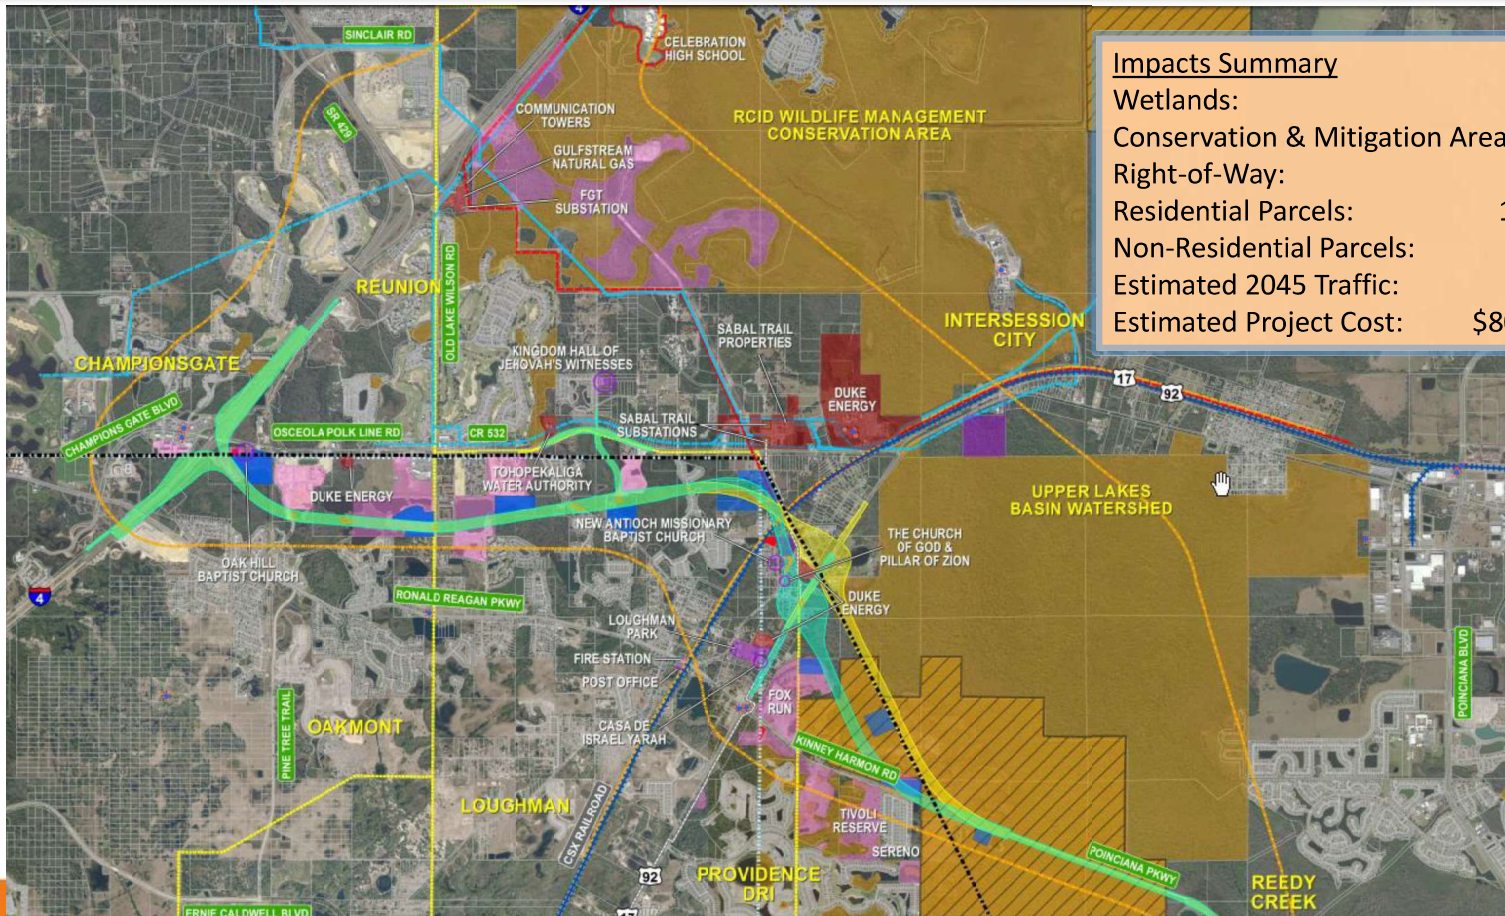 SINCLAIR RD
4
CELEBRATION
HIGH SCHOOL
Impacts Summary
Wetlands:
Conservation & Mitigation Area
Right-of-Way:
Residential Parcels: 1
Non-Residential Parcels:
Estimated 2045 Traffic:
Estimated Project Cost: $8
SR 429
COMMUNICATION
TOWERS
RCID WILDLIFE MANAGEMENT
CONSERVATION AREA
GULFSTREAM
NATURAL GAS
FGT
SUBSTATION
REUNION
OLD LAKE WILSON RD
INTERSESSION
CITY
SABAL TRAIL
PROPERTIES
CHAMPIONSGATE
KINGDOM HALL OF
JEHOVAH'S WITNESSES
17
92
DUKE
ENERGY
CHAMPIONS GATE BLVD
OSCEOLA POLK LINE RD
CR 532
SABAL TRAIL
SUBSTATIONS
DUKE ENERGY
TOHOPEKALIGA
WATER AUTHORITY
UPPER LAKES
BASIN WATERSHED
NEW ANTIOCH MISSIONARY
BAPTIST CHURCH
THE CHURCH
OF GOD &
PILLAR OF ZION
OAK HILL
BAPTIST CHURCH
4
RONALD REAGAN PKWY
DUKE
ENERGY
LOUGHMAN
PARK
FIRE STATION
POST OFFICE
POINCIANA BLVD
FOX
RUN
PINE TREE TRAIL
OAKMONT
CASA DE
ISRAEL YARAH
KINNEY HARMON RD
LOUGHMAN
CSX RAILROAD
TIVOLI
RESERVE
SERENO
POINCIANA PKWY
92
PROVIDENCE
DRI
REEDY
CREEK
ERNIE CALDWELL BLVD
17